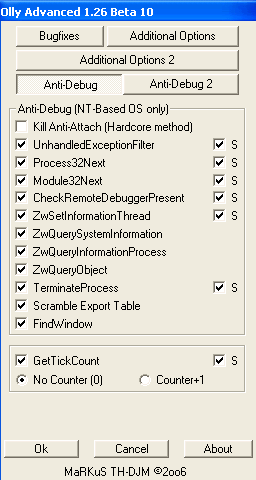 Olly Advanced 1.26 Beta 10
Bugfixes Additional Options
Additional Options 2
Anti-Debug Anti-Debug 2
Anti-Debug (NT-Based OS only)
Kill Anti-Attach (Hardcore method)
UnhandledExceptionFilter S
Process32Next S
Module32Next S
CheckRemoteDebuggerPresent S
ZwSetInformationThread S
ZwQuerySystemInformation
ZwQueryInformationProcess
ZwQueryObject
TerminateProcess S
Scramble Export Table
FindWindow
GetTickCount S
No Counter (0) Counter+1
Ok Cancel About
MaRKuS TH-DJM ©2oo6